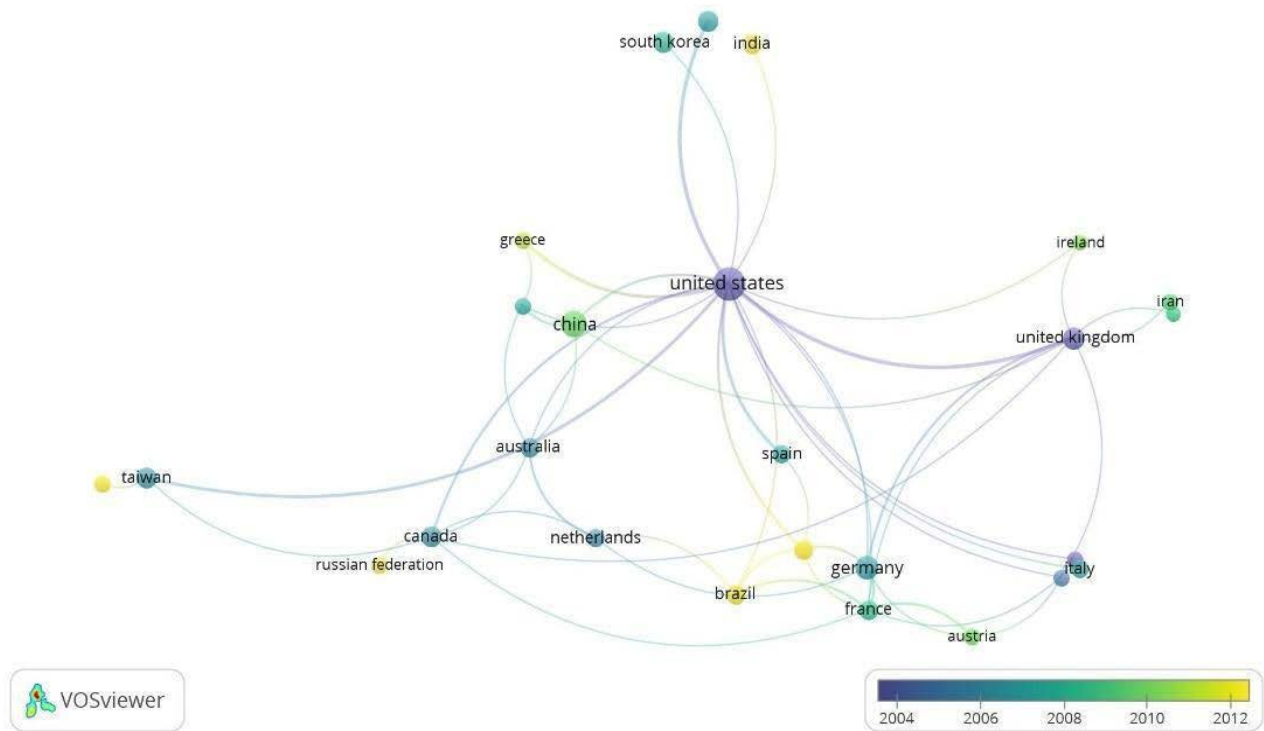 south korea
india
greece
united states
ireland
china
iran
united kingdom
australia
spain
taiwan
canada
netherlands
russian federation
germany
italy
brazil
france
austria
VOSviewer
2004
2006
2008
2010
2012